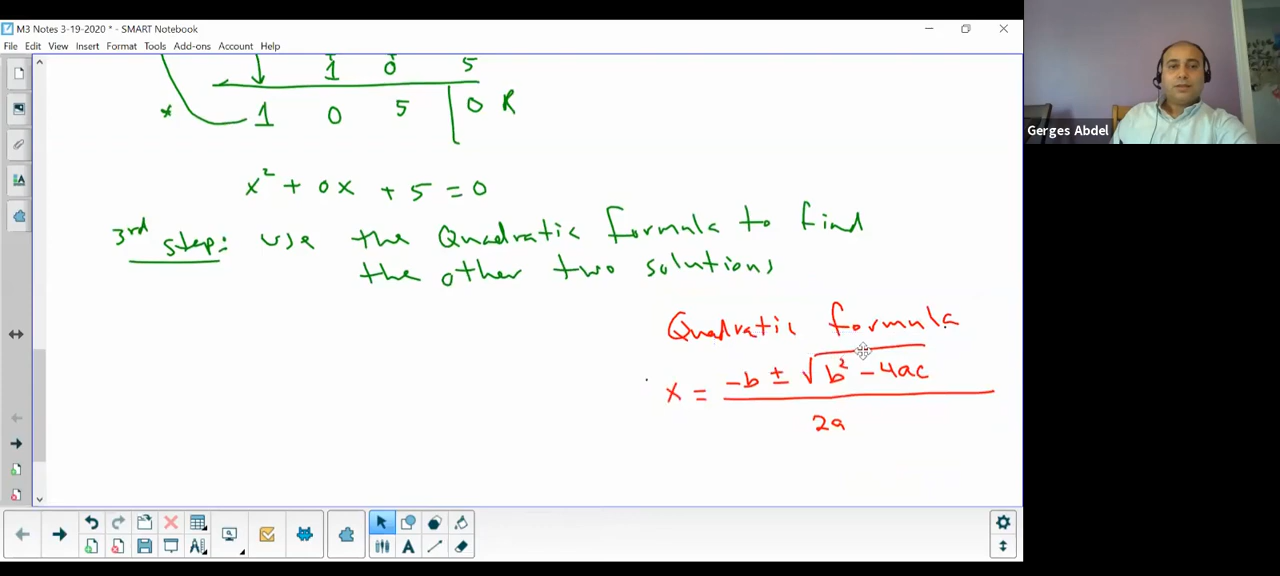 M3 Notes 3-19-2020 * - SMART Notebook
File Edit View Insert Format Tools Add-ons Account Help
Gerges Abdel
1 0 5
* 1 0 5 0 R
x² + 0x + 5 = 0
3rd step: use the Quadratic formula to find
the other two solutions
Quadratic formula
x = -b ± √b² - 4ac
2a